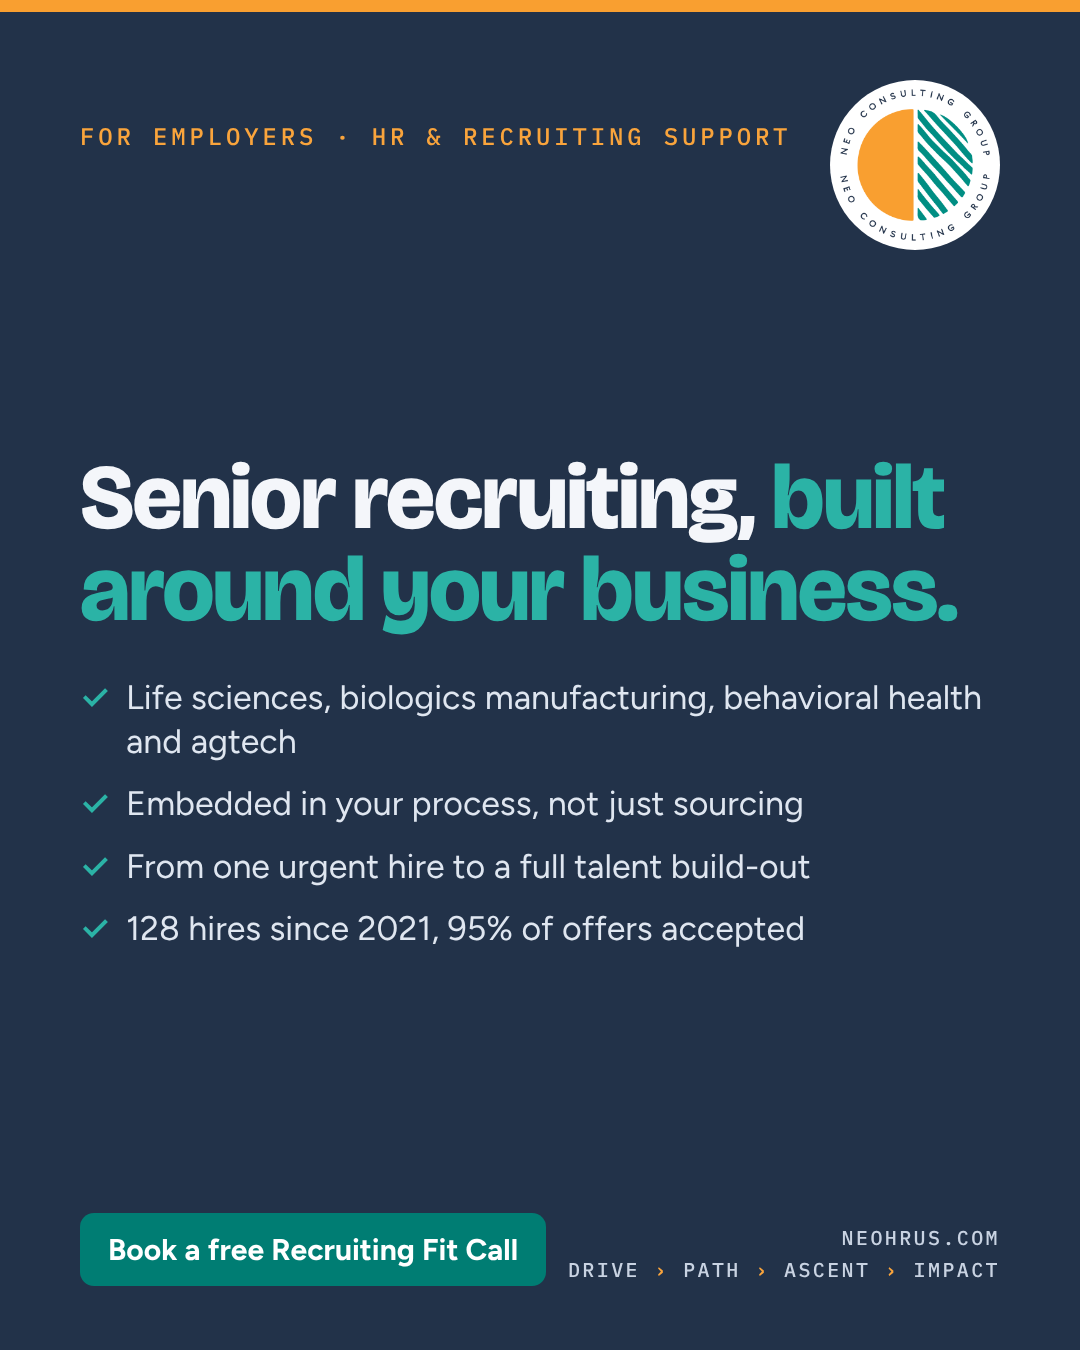 FOR EMPLOYERS · HR & RECRUITING SUPPORT
NEO CONSULTING GROUP
NEO CONSULTING GROUP
Senior recruiting, built
around your business.
Life sciences, biologics manufacturing, behavioral health
and agtech
Embedded in your process, not just sourcing
From one urgent hire to a full talent build-out
128 hires since 2021, 95% of offers accepted
Book a free Recruiting Fit Call
NEOHRUS.COM
DRIVE › PATH › ASCENT › IMPACT